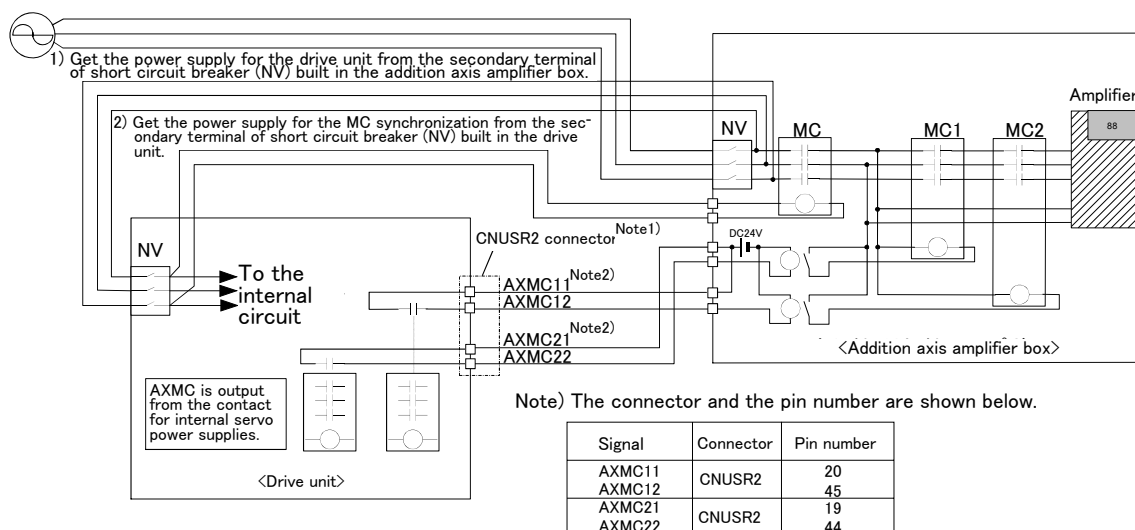 1) Get the power supply for the drive unit from the secondary terminal
of short circuit breaker (NV) built in the addition axis amplifier box.
2) Get the power supply for the MC synchronization from the sec-
ondary terminal of short circuit breaker (NV) built in the drive
unit.
Amplifier
88
NV
MC
MC1
MC2
DC24V
NV
To the
internal
circuit
CNUSR2 connector
Note1)
AXMC11
Note2)
AXMC12
AXMC21
Note2)
AXMC22
<Addition axis amplifier box>
AXMC is output
from the contact
for internal servo
power supplies.
<Drive unit>
Note) The connector and the pin number are shown below.
Signal Connector Pin number
AXMC11 CNUSR2 20
AXMC12 45
AXMC21 CNUSR2 19
AXMC22 44